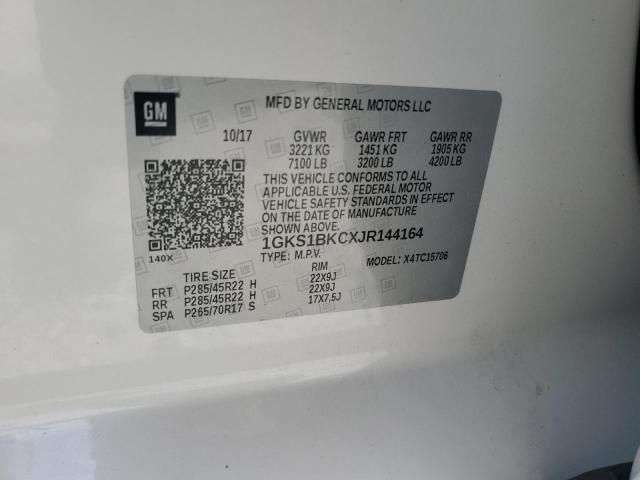 GM
MFD BY GENERAL MOTORS LLC
10/17 GVWR GAWR FRT GAWR RR
3221 KG 1451 KG 1905 KG
7100 LB 3200 LB 4200 LB
THIS VEHICLE CONFORMS TO ALL
APPLICABLE U.S. FEDERAL MOTOR
VEHICLE SAFETY STANDARDS IN EFFECT
ON THE DATE OF MANUFACTURE
SHOWN ABOVE.
1GKS1BKCXJR144164
140X TYPE: M.P.V. MODEL: X4TC15706
TIRE SIZE RIM
FRT P285/45R22 H 22X9J
RR P285/45R22 H 22X9J
SPA P265/70R17 S 17X7.5J